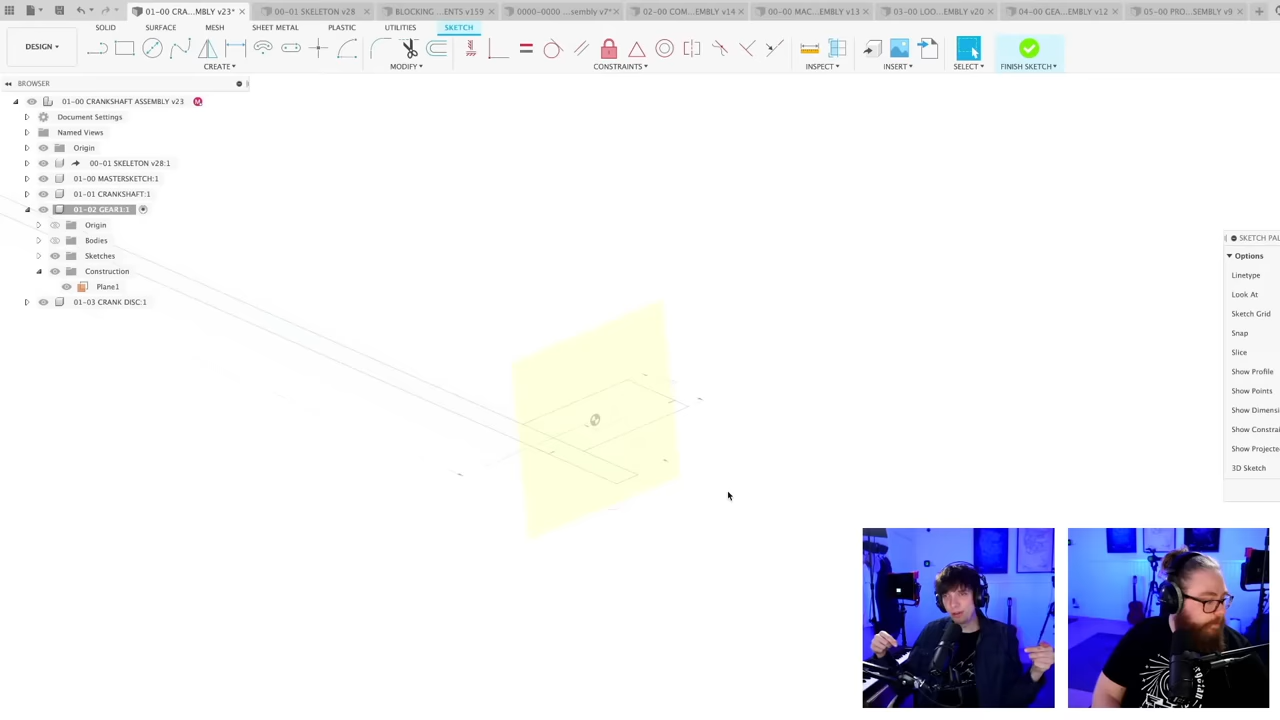 01-00 CRA...MBLY v23*
00-01 SKELETON v28
BLOCKING ...ENTS v159
0000-0000 ...sembly v7*
02-00 COM...EMBLY v14
00-00 MAC...EMBLY v13
03-00 LOO...EMBLY v20
04-00 GEA...EMBLY v12
05-00 PRO...SEMBLY v9
SOLID SURFACE MESH SHEET METAL PLASTIC UTILITIES SKETCH
DESIGN
CREATE MODIFY CONSTRAINTS INSPECT INSERT SELECT FINISH SKETCH
BROWSER
01-00 CRANKSHAFT ASSEMBLY v23 M
Document Settings
Named Views
Origin
00-01 SKELETON v28:1
01-00 MASTERSKETCH:1
01-01 CRANKSHAFT:1
01-02 GEAR1:1
Origin
Bodies
Sketches
Construction
Plane1
01-03 CRANK DISC:1
SKETCH PAL
Options
Linetype
Look At
Sketch Grid
Snap
Slice
Show Profile
Show Points
Show Dimensi
Show Constrai
Show Projecte
3D Sketch